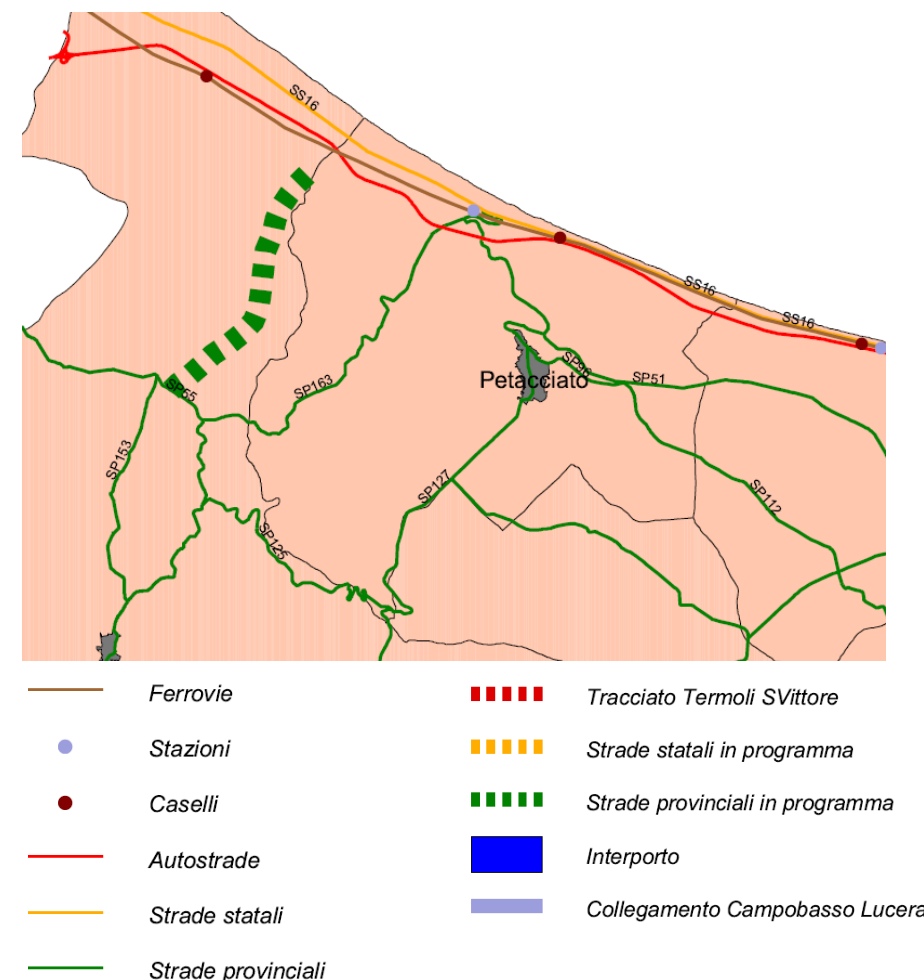 SS16
SS16
SS16
SP163
SP55
SP153
SP96
SP51
Petacciato
SP127
SP112
SP125
Ferrovie
Stazioni
Caselli
Autostrade
Strade statali
Strade provinciali
Tracciato Termoli SVittore
Strade statali in programma
Strade provinciali in programma
Interporto
Collegamento Campobasso Lucera